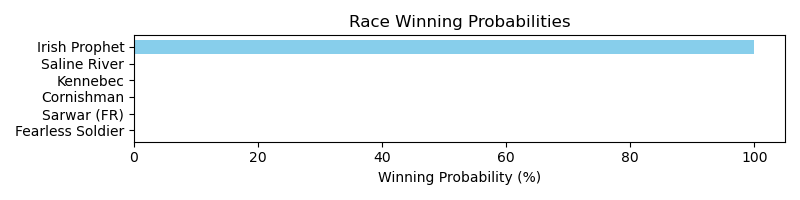 Race Winning Probabilities
Irish Prophet
Saline River
Kennebec
Cornishman
Sarwar (FR)
Fearless Soldier
0 20 40 60 80 100
Winning Probability (%)